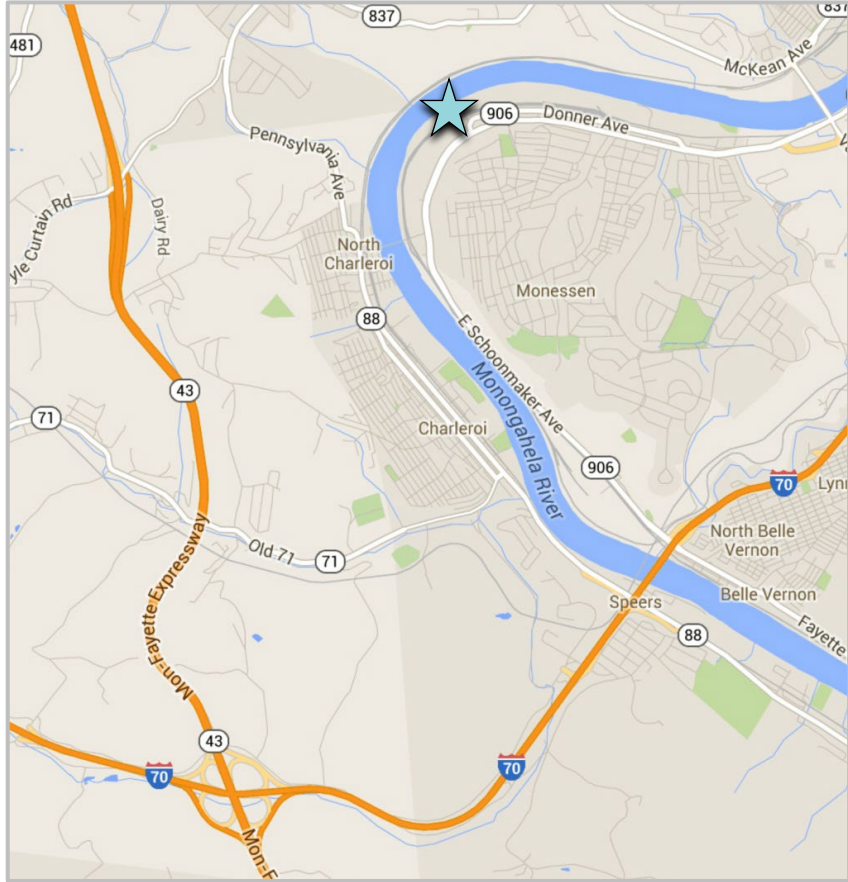 837
837
481
McKean Ave
906
Donner Ave
Pennsylvania Ave
yle Curtain Rd
Dairy Rd
North
Charleroi
Monessen
88
E Schoonmaker Ave
Monongahela River
43
71
Charleroi
906
70
Lynn
North Belle
Vernon
Old 71
71
Mon-Fayette Expressway
Belle Vernon
Speers
88
Fayette
43
70
70
Mon-F